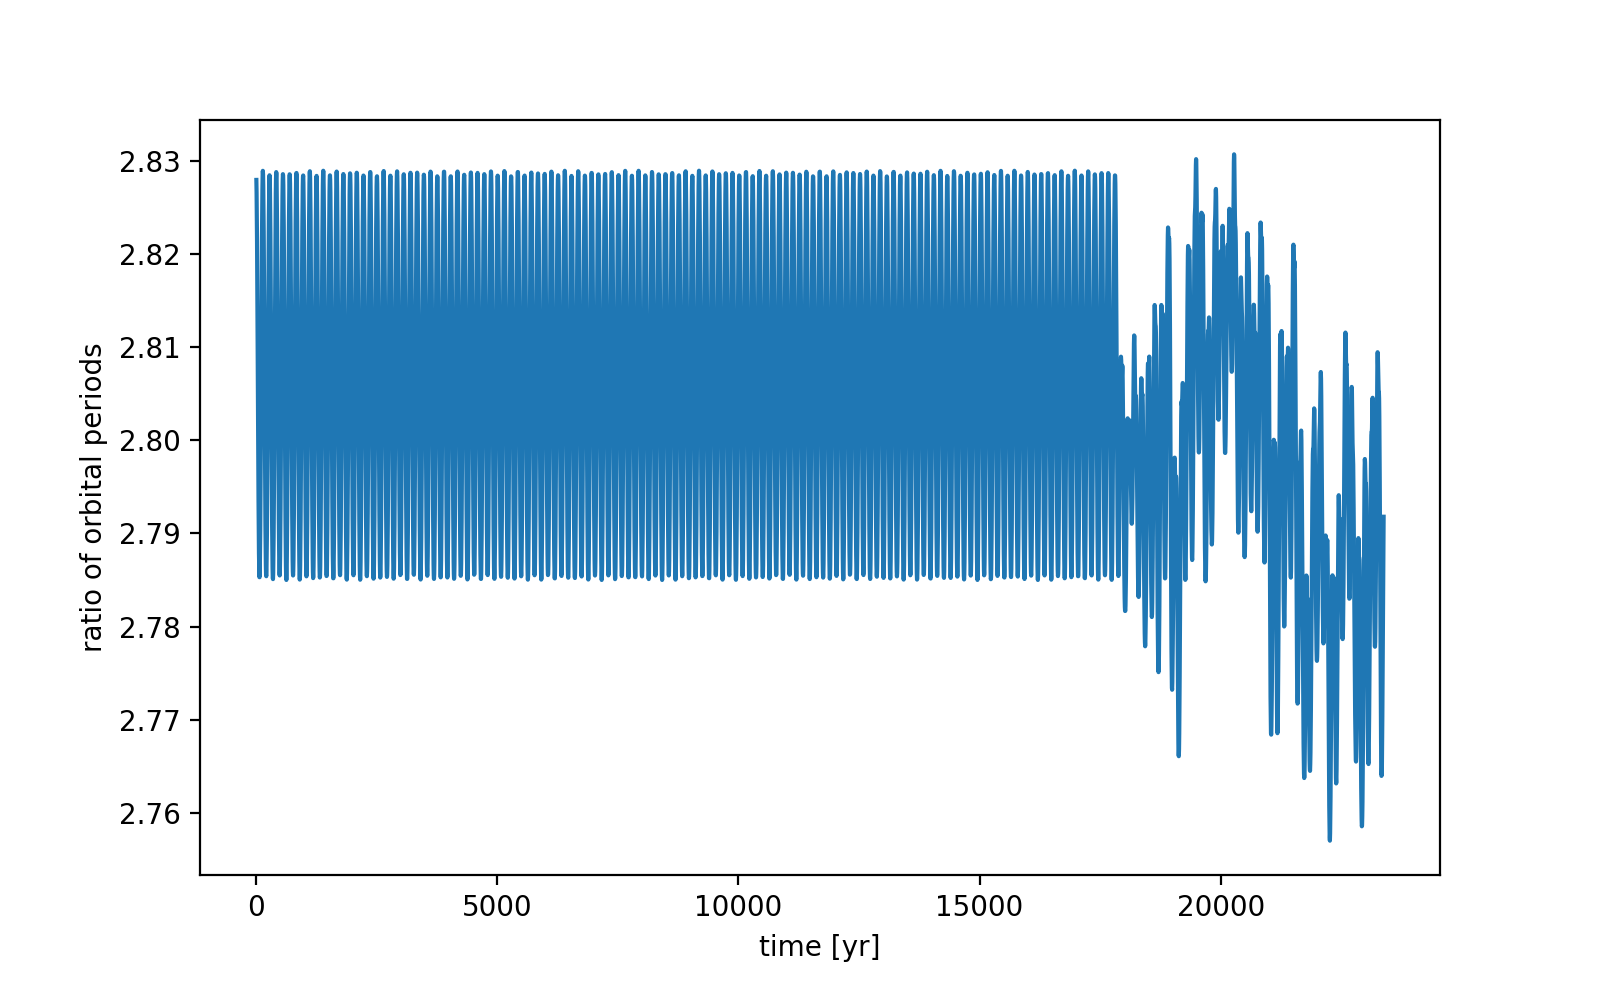 ratio of orbital periods
2.83
2.82
2.81
2.80
2.79
2.78
2.77
2.76
0 5000 10000 15000 20000
time [yr]